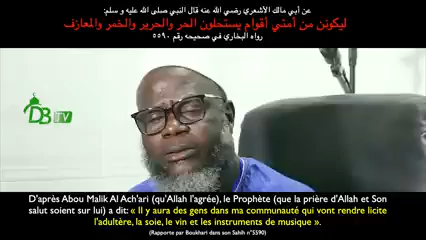 عن أبي مالك الأشعري رضي الله عنه قال النبي صلى الله عليه و سلم:
ليكونن من أمتي أقوام يستحلون الحر والحرير والخمر والمعازف
رواه البخاري في صحيحه رقم ٥٥٩٠
DB TV
D'après Abou Malik Al Ach'ari (qu'Allah l'agrée), le Prophète (que la prière d'Allah et Son
salut soient sur lui) a dit: « Il y aura des gens dans ma communauté qui vont rendre licite
l'adultère, la soie, le vin et les instruments de musique ».
(Rapporté par Boukhari dans son Sahih n°5590)